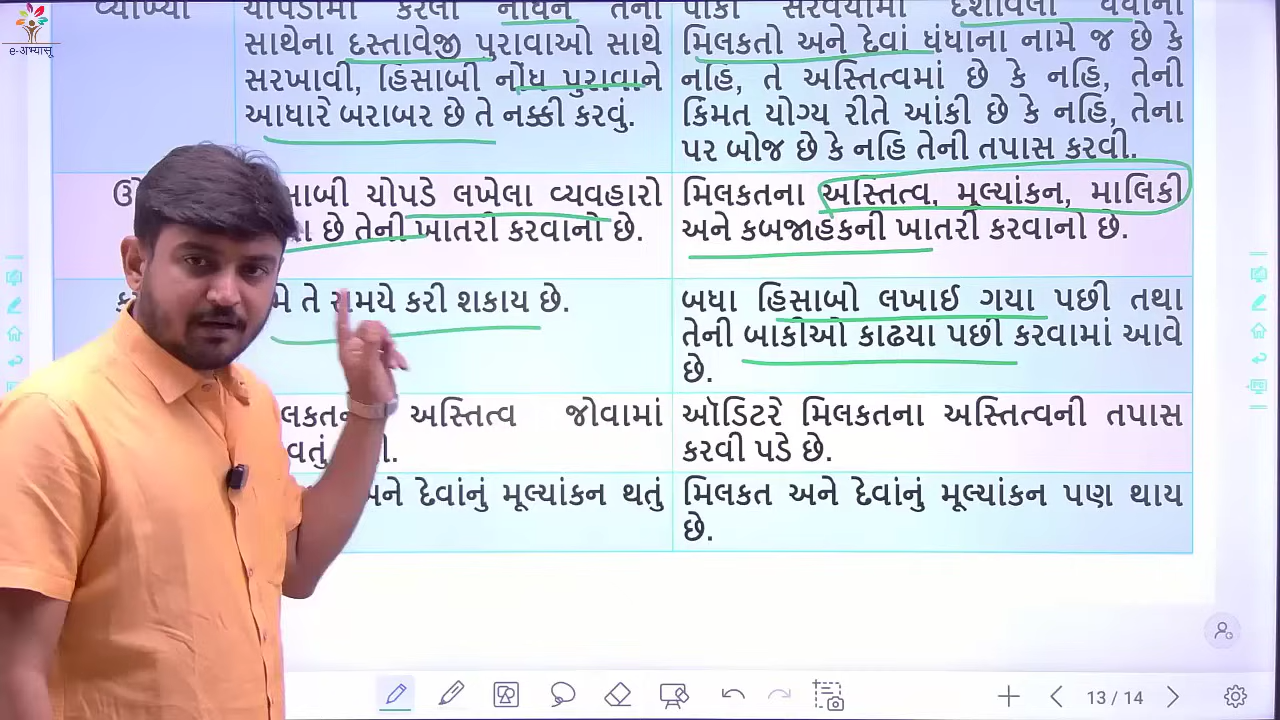 e-અભ્યાસૂ
વ્યાખ્યા
ચોપડામાં કરેલી નોંધને તેની
સાથેના દસ્તાવેજી પુરાવાઓ સાથે
સરખાવી, હિસાબી નોંધ પુરાવાને
આધારે બરાબર છે તે નક્કી કરવું.
પાકા સરવૈયામાં દર્શાવેલી ધંધાની
મિલકતો અને દેવાં ધંધાના નામે જ છે કે
નહિ, તે અસ્તિત્વમાં છે કે નહિ, તેની
કિંમત યોગ્ય રીતે આંકી છે કે નહિ, તેના
પર બોજ છે કે નહિ તેની તપાસ કરવી.
ચોપડે લખેલા વ્યવહારો
છે તેની ખાતરી કરવાનો છે.
મિલકતના અસ્તિત્વ, મૂલ્યાંકન, માલિકી
અને કબજાહકની ખાતરી કરવાનો છે.
તે સમયે કરી શકાય છે.
બધા હિસાબો લખાઈ ગયા પછી તથા
તેની બાકીઓ કાઢયા પછી કરવામાં આવે
છે.
અસ્તિત્વ જોવામાં
ઑડિટરે મિલકતના અસ્તિત્વની તપાસ
કરવી પડે છે.
અને દેવાંનું મૂલ્યાંકન થતું
મિલકત અને દેવાંનું મૂલ્યાંકન પણ થાય
છે.
13 / 14